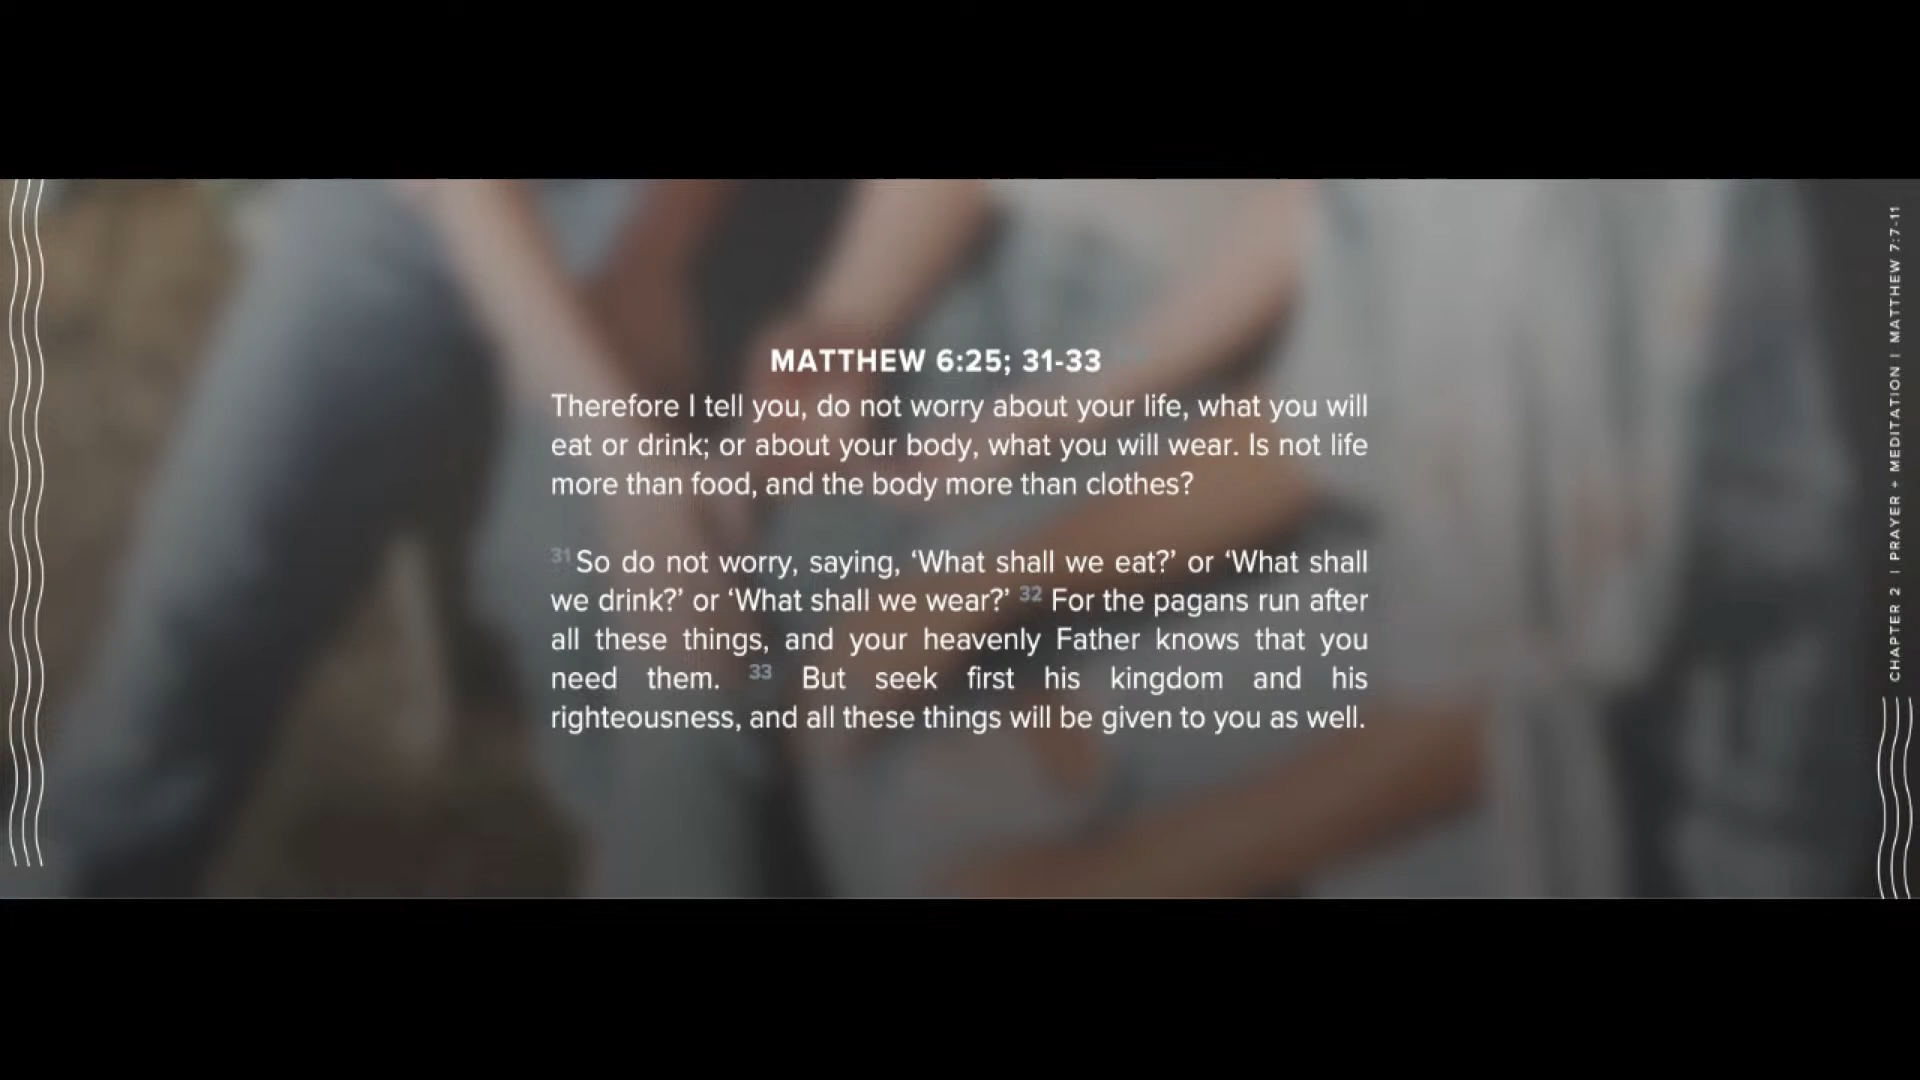 MATTHEW 6:25; 31-33
Therefore I tell you, do not worry about your life, what you will
eat or drink; or about your body, what you will wear. Is not life
more than food, and the body more than clothes?
31 So do not worry, saying, ‘What shall we eat?’ or ‘What shall
we drink?’ or ‘What shall we wear?’ 32 For the pagans run after
all these things, and your heavenly Father knows that you
need them. 33 But seek first his kingdom and his
righteousness, and all these things will be given to you as well.
CHAPTER 2 | PRAYER + MEDITATION | MATTHEW 7:7-11